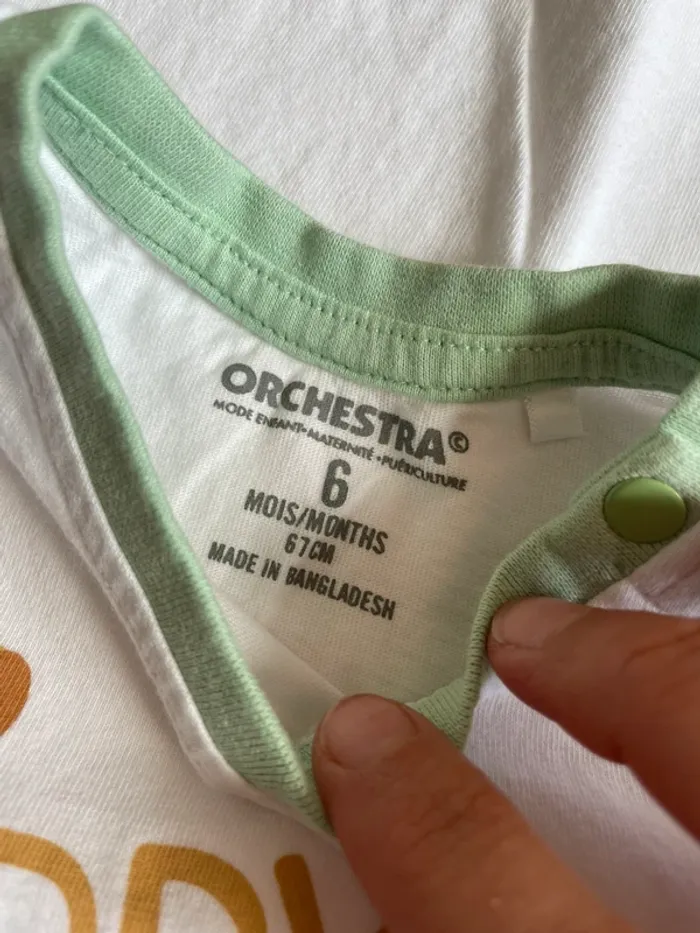 ORCHESTRA©
MODE ENFANT•MATERNITÉ•PUÉRICULTURE
6
MOIS/MONTHS
67CM
MADE IN BANGLADESH